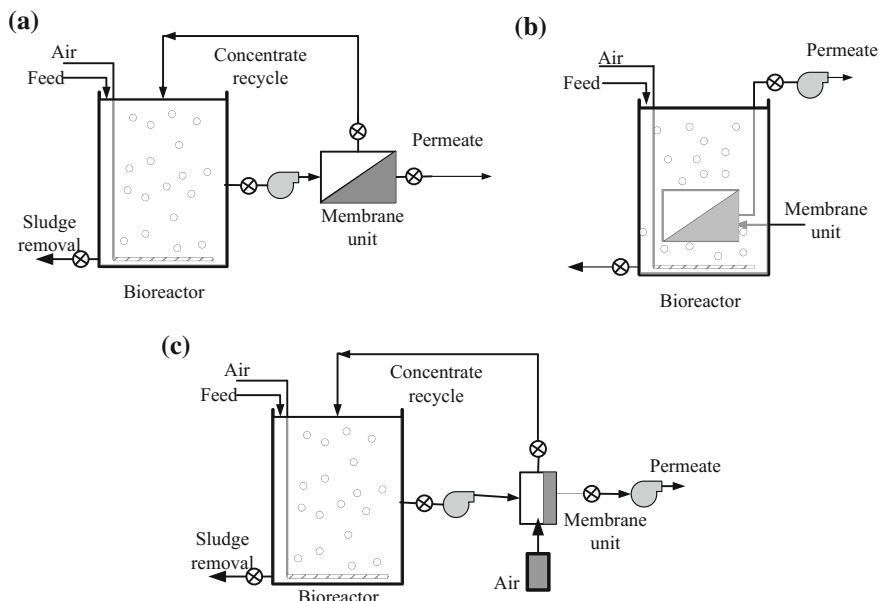 (a)
Air
Feed
Concentrate
recycle
Permeate
Membrane
unit
Sludge
removal
Bioreactor
(b)
Air
Feed
Permeate
Membrane
unit
Bioreactor
(c)
Air
Feed
Concentrate
recycle
Permeate
Membrane
unit
Sludge
removal
Air
Bioreactor